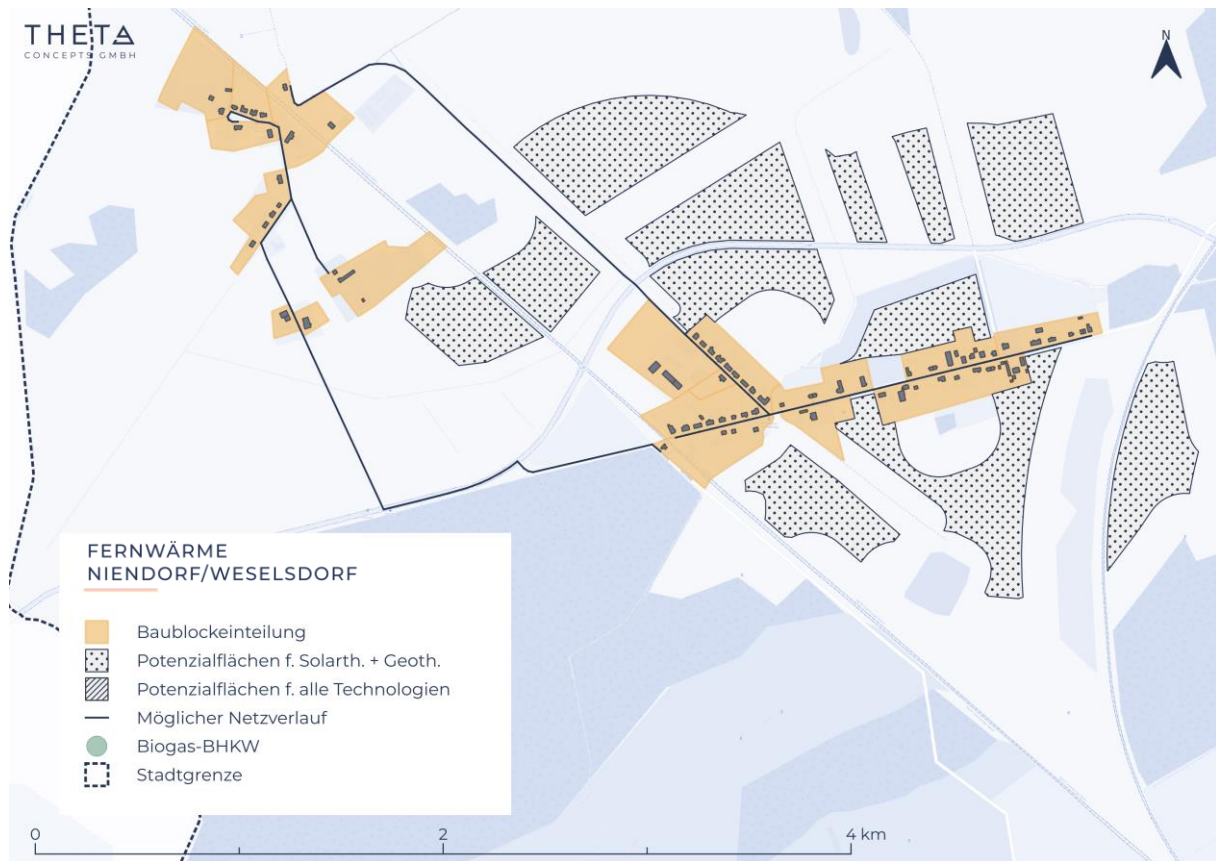 THETA
CONCEPTS GMBH
N
FERNWÄRME
NIENDORF/WESELSDORF
Baublockeinteilung
Potenzialflächen f. Solarth. + Geoth.
Potenzialflächen f. alle Technologien
Möglicher Netzverlauf
Biogas-BHKW
Stadtgrenze
0 2 4 km